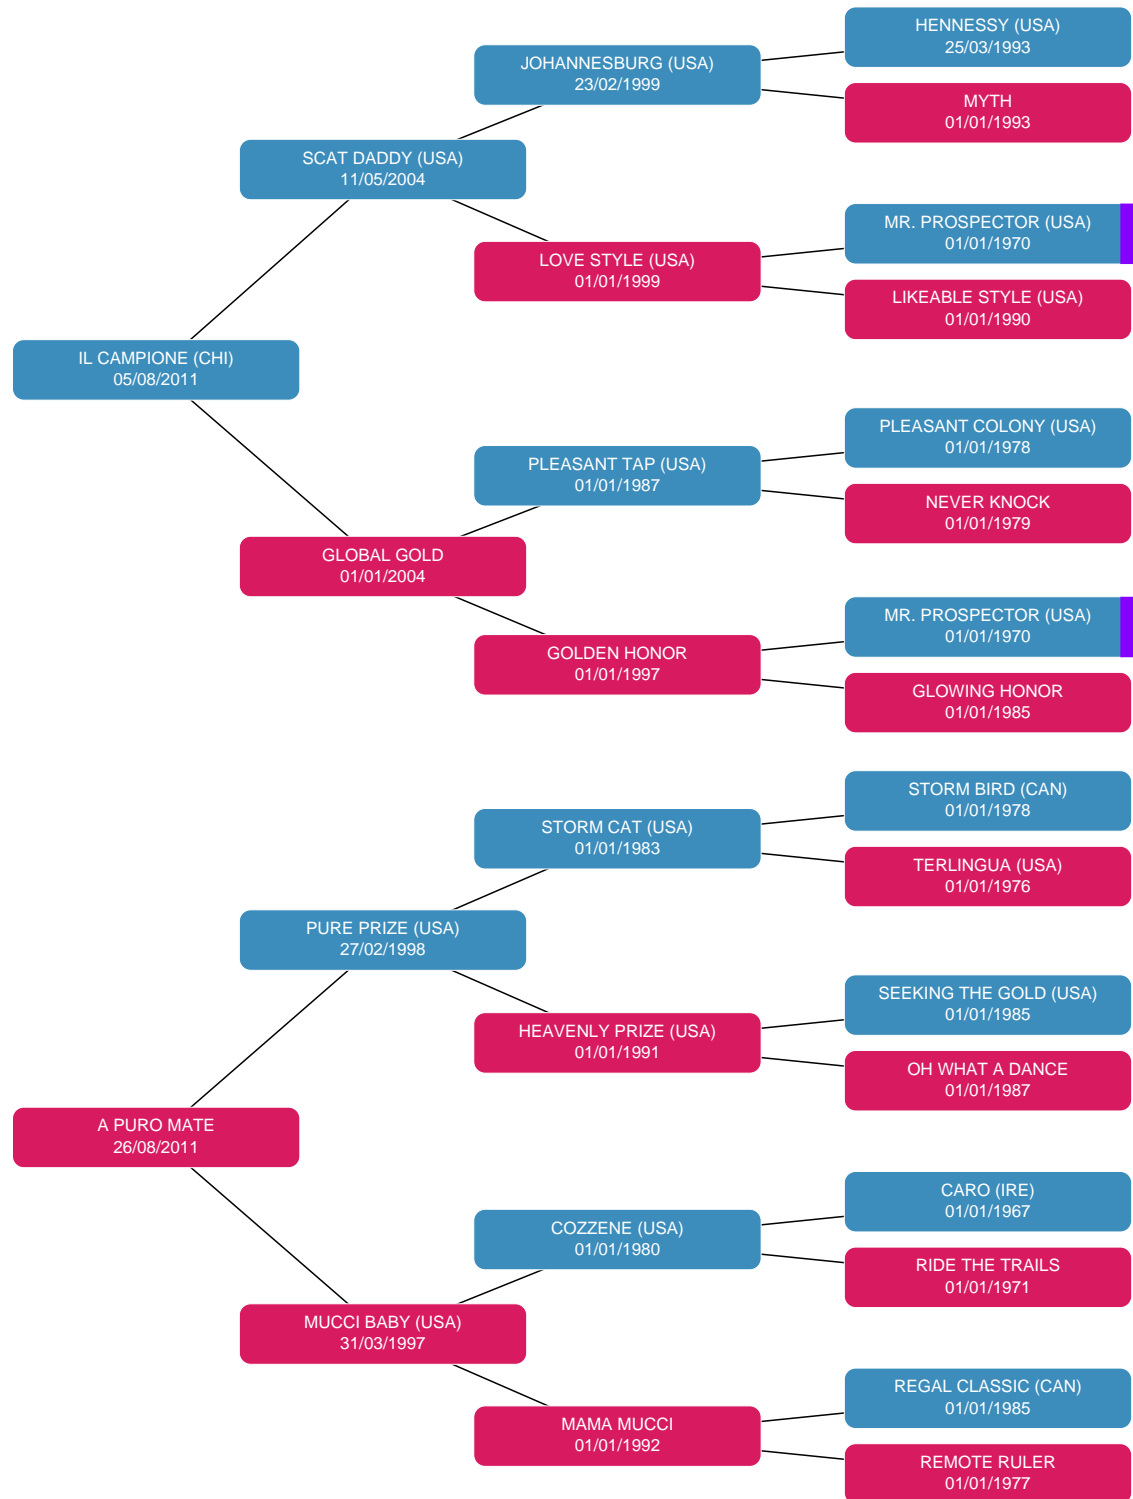 HENNESSY (USA)
25/03/1993
JOHANNESBURG (USA)
23/02/1999
MYTH
01/01/1993
SCAT DADDY (USA)
11/05/2004
MR. PROSPECTOR (USA)
01/01/1970
LOVE STYLE (USA)
01/01/1999
LIKEABLE STYLE (USA)
01/01/1990
IL CAMPIONE (CHI)
05/08/2011
PLEASANT COLONY (USA)
01/01/1978
PLEASANT TAP (USA)
01/01/1987
NEVER KNOCK
01/01/1979
GLOBAL GOLD
01/01/2004
MR. PROSPECTOR (USA)
01/01/1970
GOLDEN HONOR
01/01/1997
GLOWING HONOR
01/01/1985
STORM BIRD (CAN)
01/01/1978
STORM CAT (USA)
01/01/1983
TERLINGUA (USA)
01/01/1976
PURE PRIZE (USA)
27/02/1998
SEEKING THE GOLD (USA)
01/01/1985
HEAVENLY PRIZE (USA)
01/01/1991
OH WHAT A DANCE
01/01/1987
A PURO MATE
26/08/2011
CARO (IRE)
01/01/1967
COZZENE (USA)
01/01/1980
RIDE THE TRAILS
01/01/1971
MUCCI BABY (USA)
31/03/1997
REGAL CLASSIC (CAN)
01/01/1985
MAMA MUCCI
01/01/1992
REMOTE RULER
01/01/1977